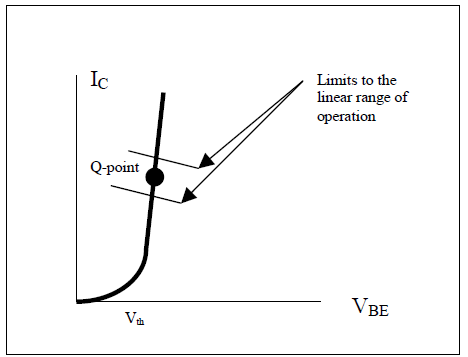 I_C
Limits to the
linear range of
operation
Q-point
V_th
V_BE